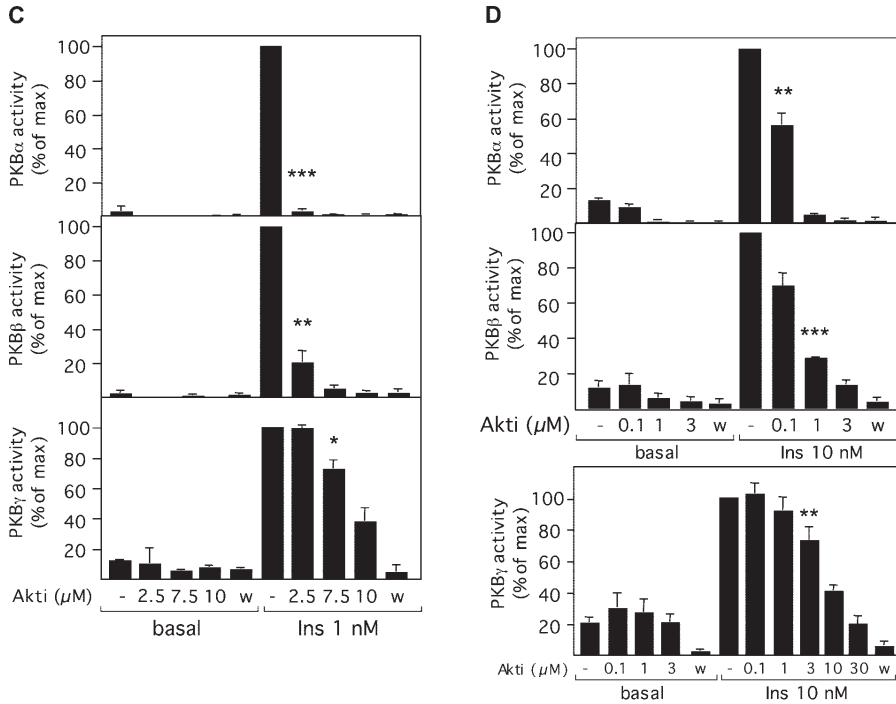 C
PKBα activity
(% of max)
100
80
60
40
20
***
PKBβ activity
(% of max)
100
80
60
40
20
**
PKBγ activity
(% of max)
100
80
60
40
20
*
Akti (µM) - 2.5 7.5 10 w - 2.5 7.5 10 w
basal Ins 1 nM
D
PKBα activity
(% of max)
100
80
60
40
20
**
PKBβ activity
(% of max)
100
80
60
40
20
***
Akti (µM) - 0.1 1 3 w - 0.1 1 3 w
basal Ins 10 nM
PKBγ activity
(% of max)
100
80
60
40
20
**
Akti (µM) - 0.1 1 3 w - 0.1 1 3 10 30 w
basal Ins 10 nM